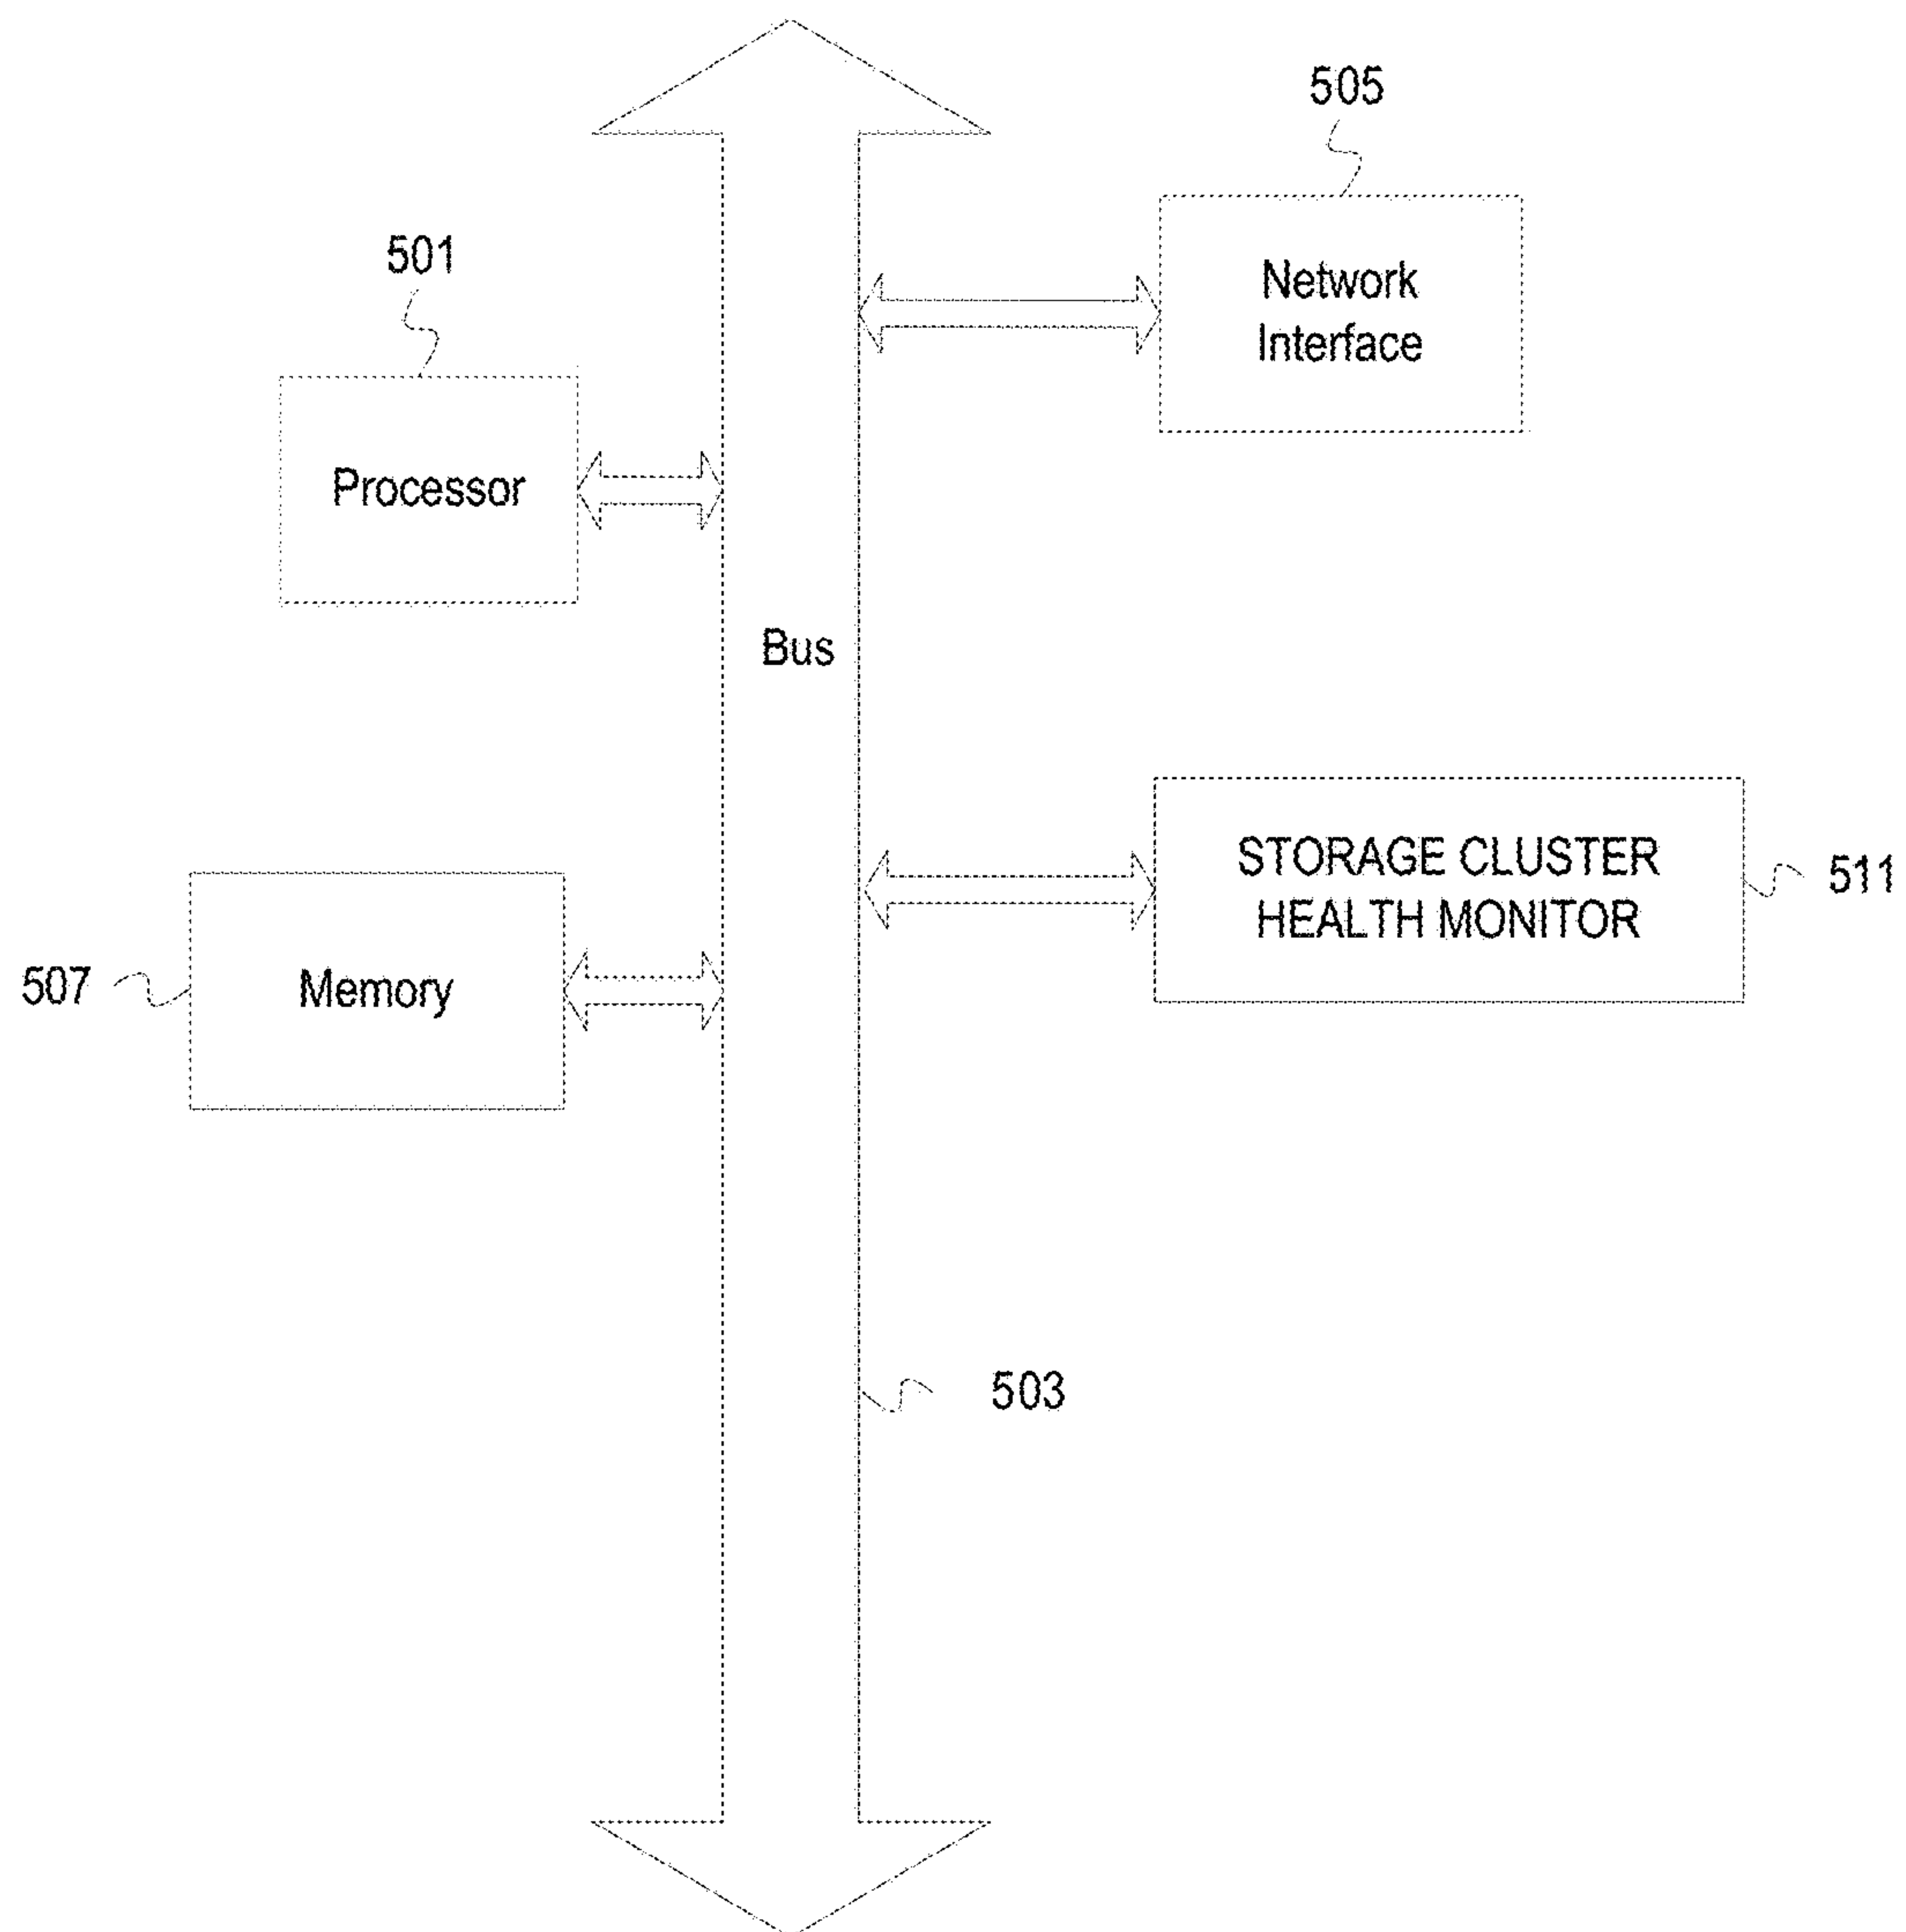 505
Network
Interface
501
Processor
Bus
STORAGE CLUSTER
HEALTH MONITOR
511
507
Memory
503